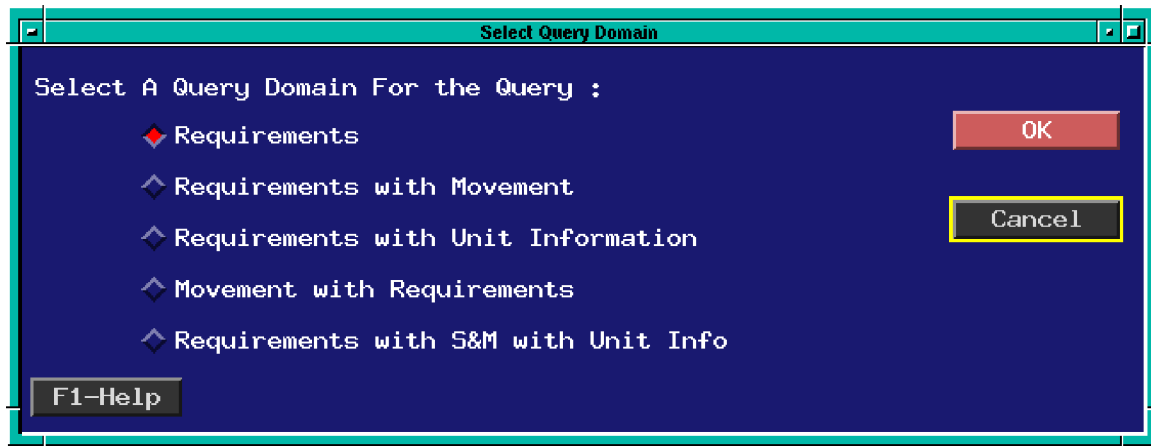 Select Query Domain
Select A Query Domain For the Query :
Requirements
OK
Requirements with Movement
Cancel
Requirements with Unit Information
Movement with Requirements
Requirements with S&M with Unit Info
F1-Help